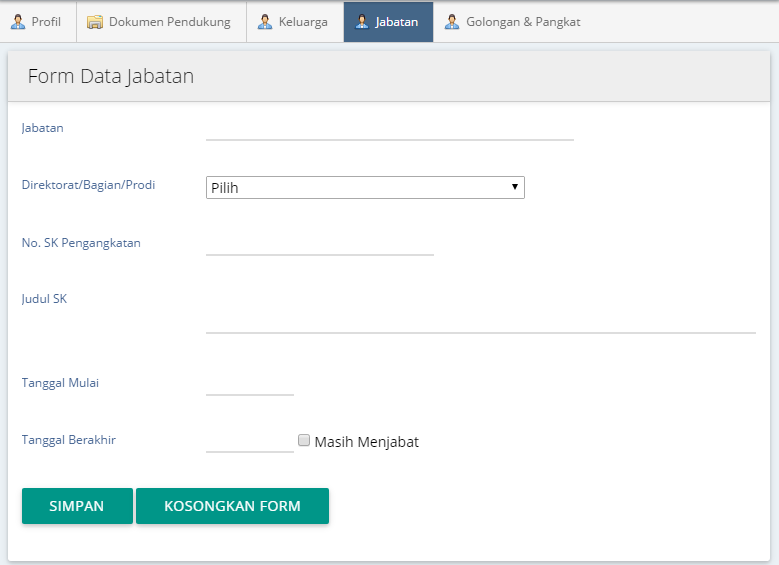 Profil Dokumen Pendukung Keluarga Jabatan Golongan & Pangkat
Form Data Jabatan
Jabatan
Direktorat/Bagian/Prodi Pilih
No. SK Pengangkatan
Judul SK
Tanggal Mulai
Tanggal Berakhir Masih Menjabat
SIMPAN KOSONGKAN FORM